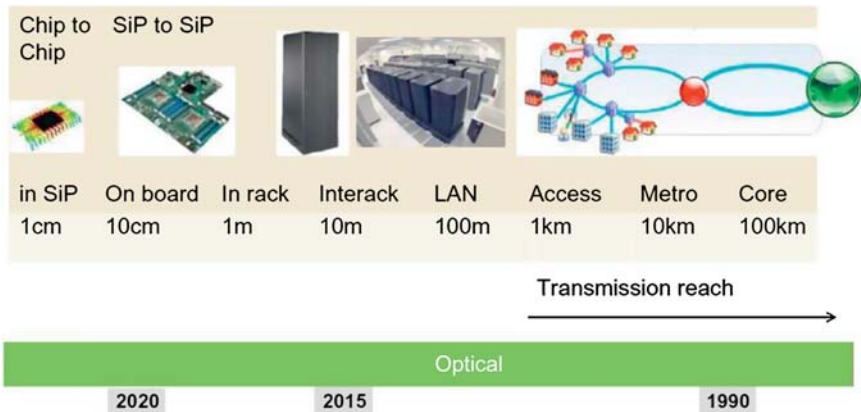 Chip to SiP to SiP
Chip
in SiP On board In rack Interack LAN Access Metro Core
1cm 10cm 1m 10m 100m 1km 10km 100km
Transmission reach
Optical
2020 2015 1990